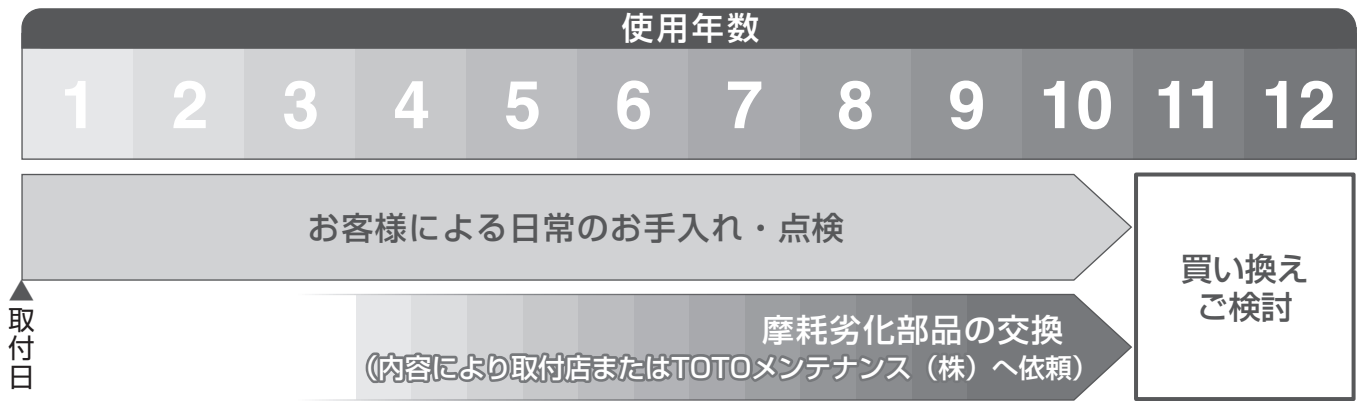 使用年数
1 2 3 4 5 6 7 8 9 10 11 12
お客様による日常のお手入れ・点検
買い換え
ご検討
取付日
摩耗劣化部品の交換
（内容により取付店またはTOTOメンテナンス（株）へ依頼）